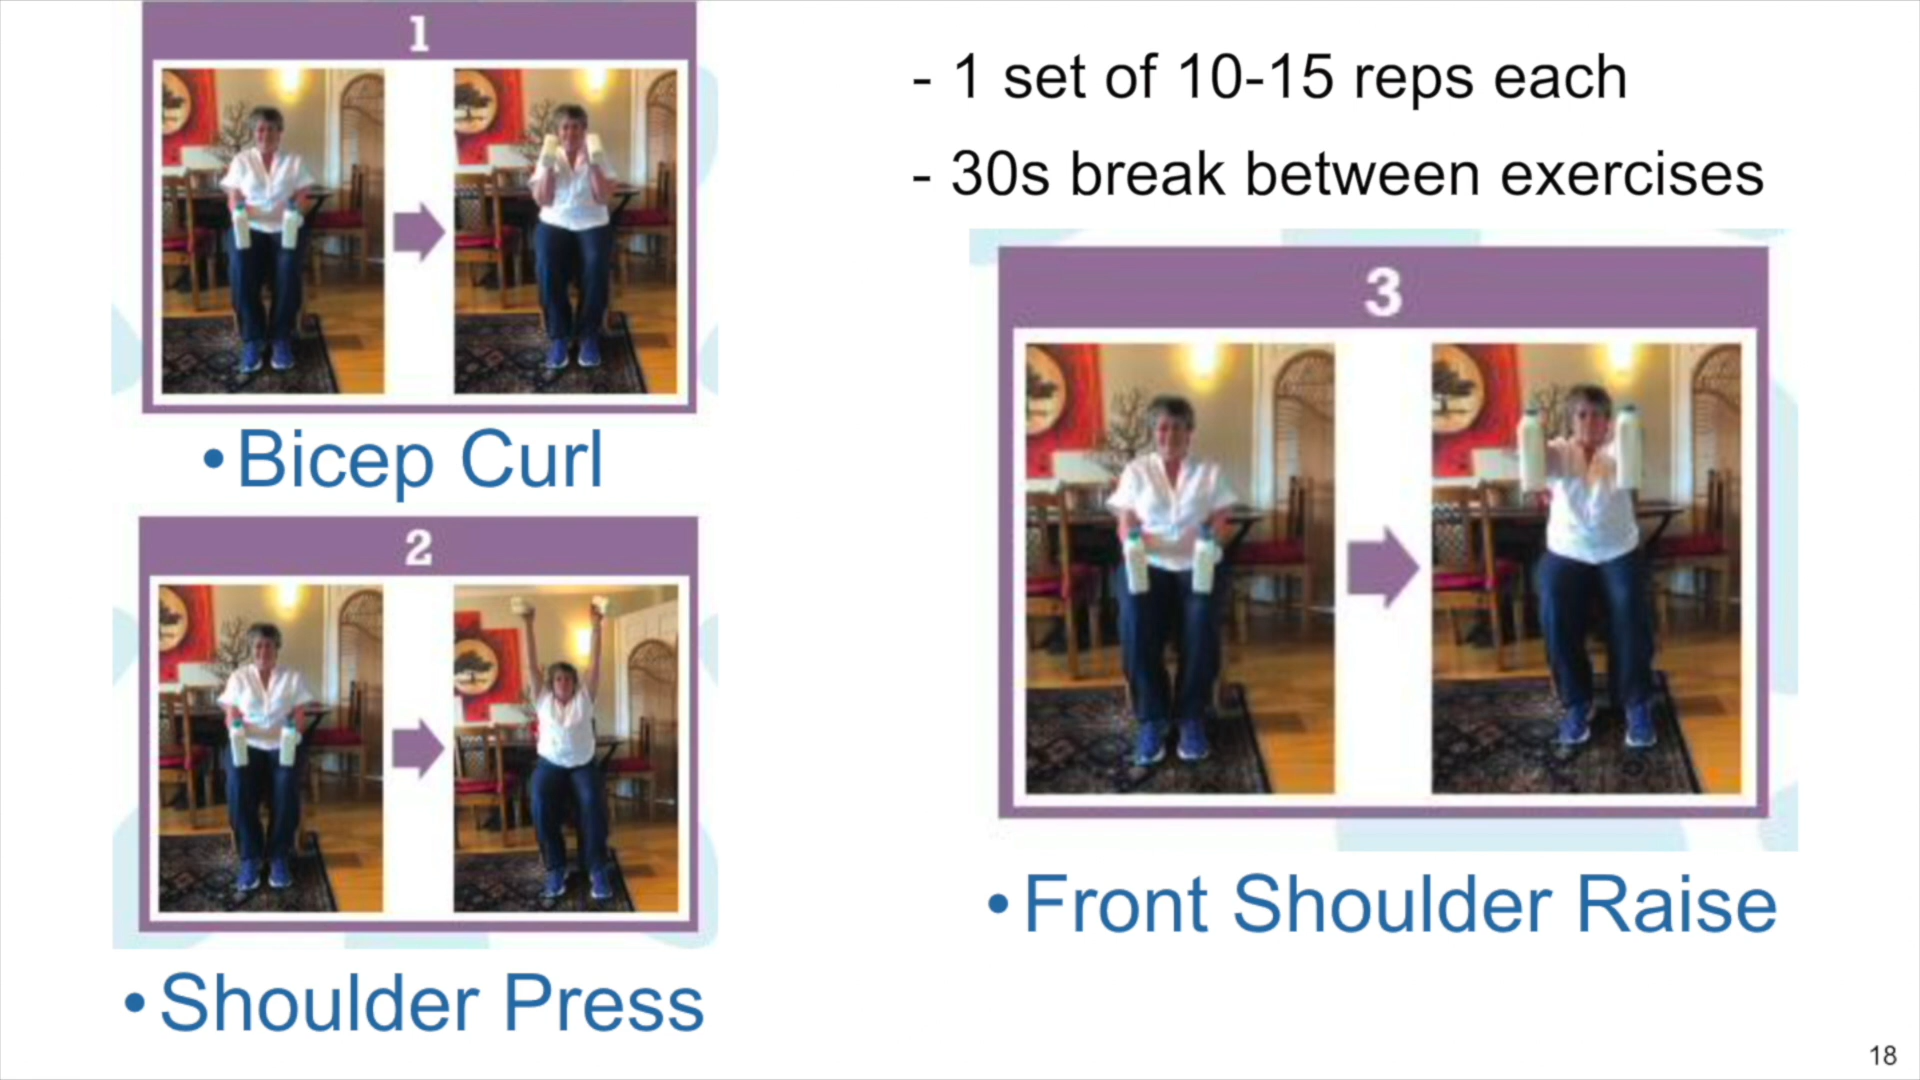 1
• Bicep Curl
2
• Shoulder Press
- 1 set of 10-15 reps each
- 30s break between exercises
3
• Front Shoulder Raise
18